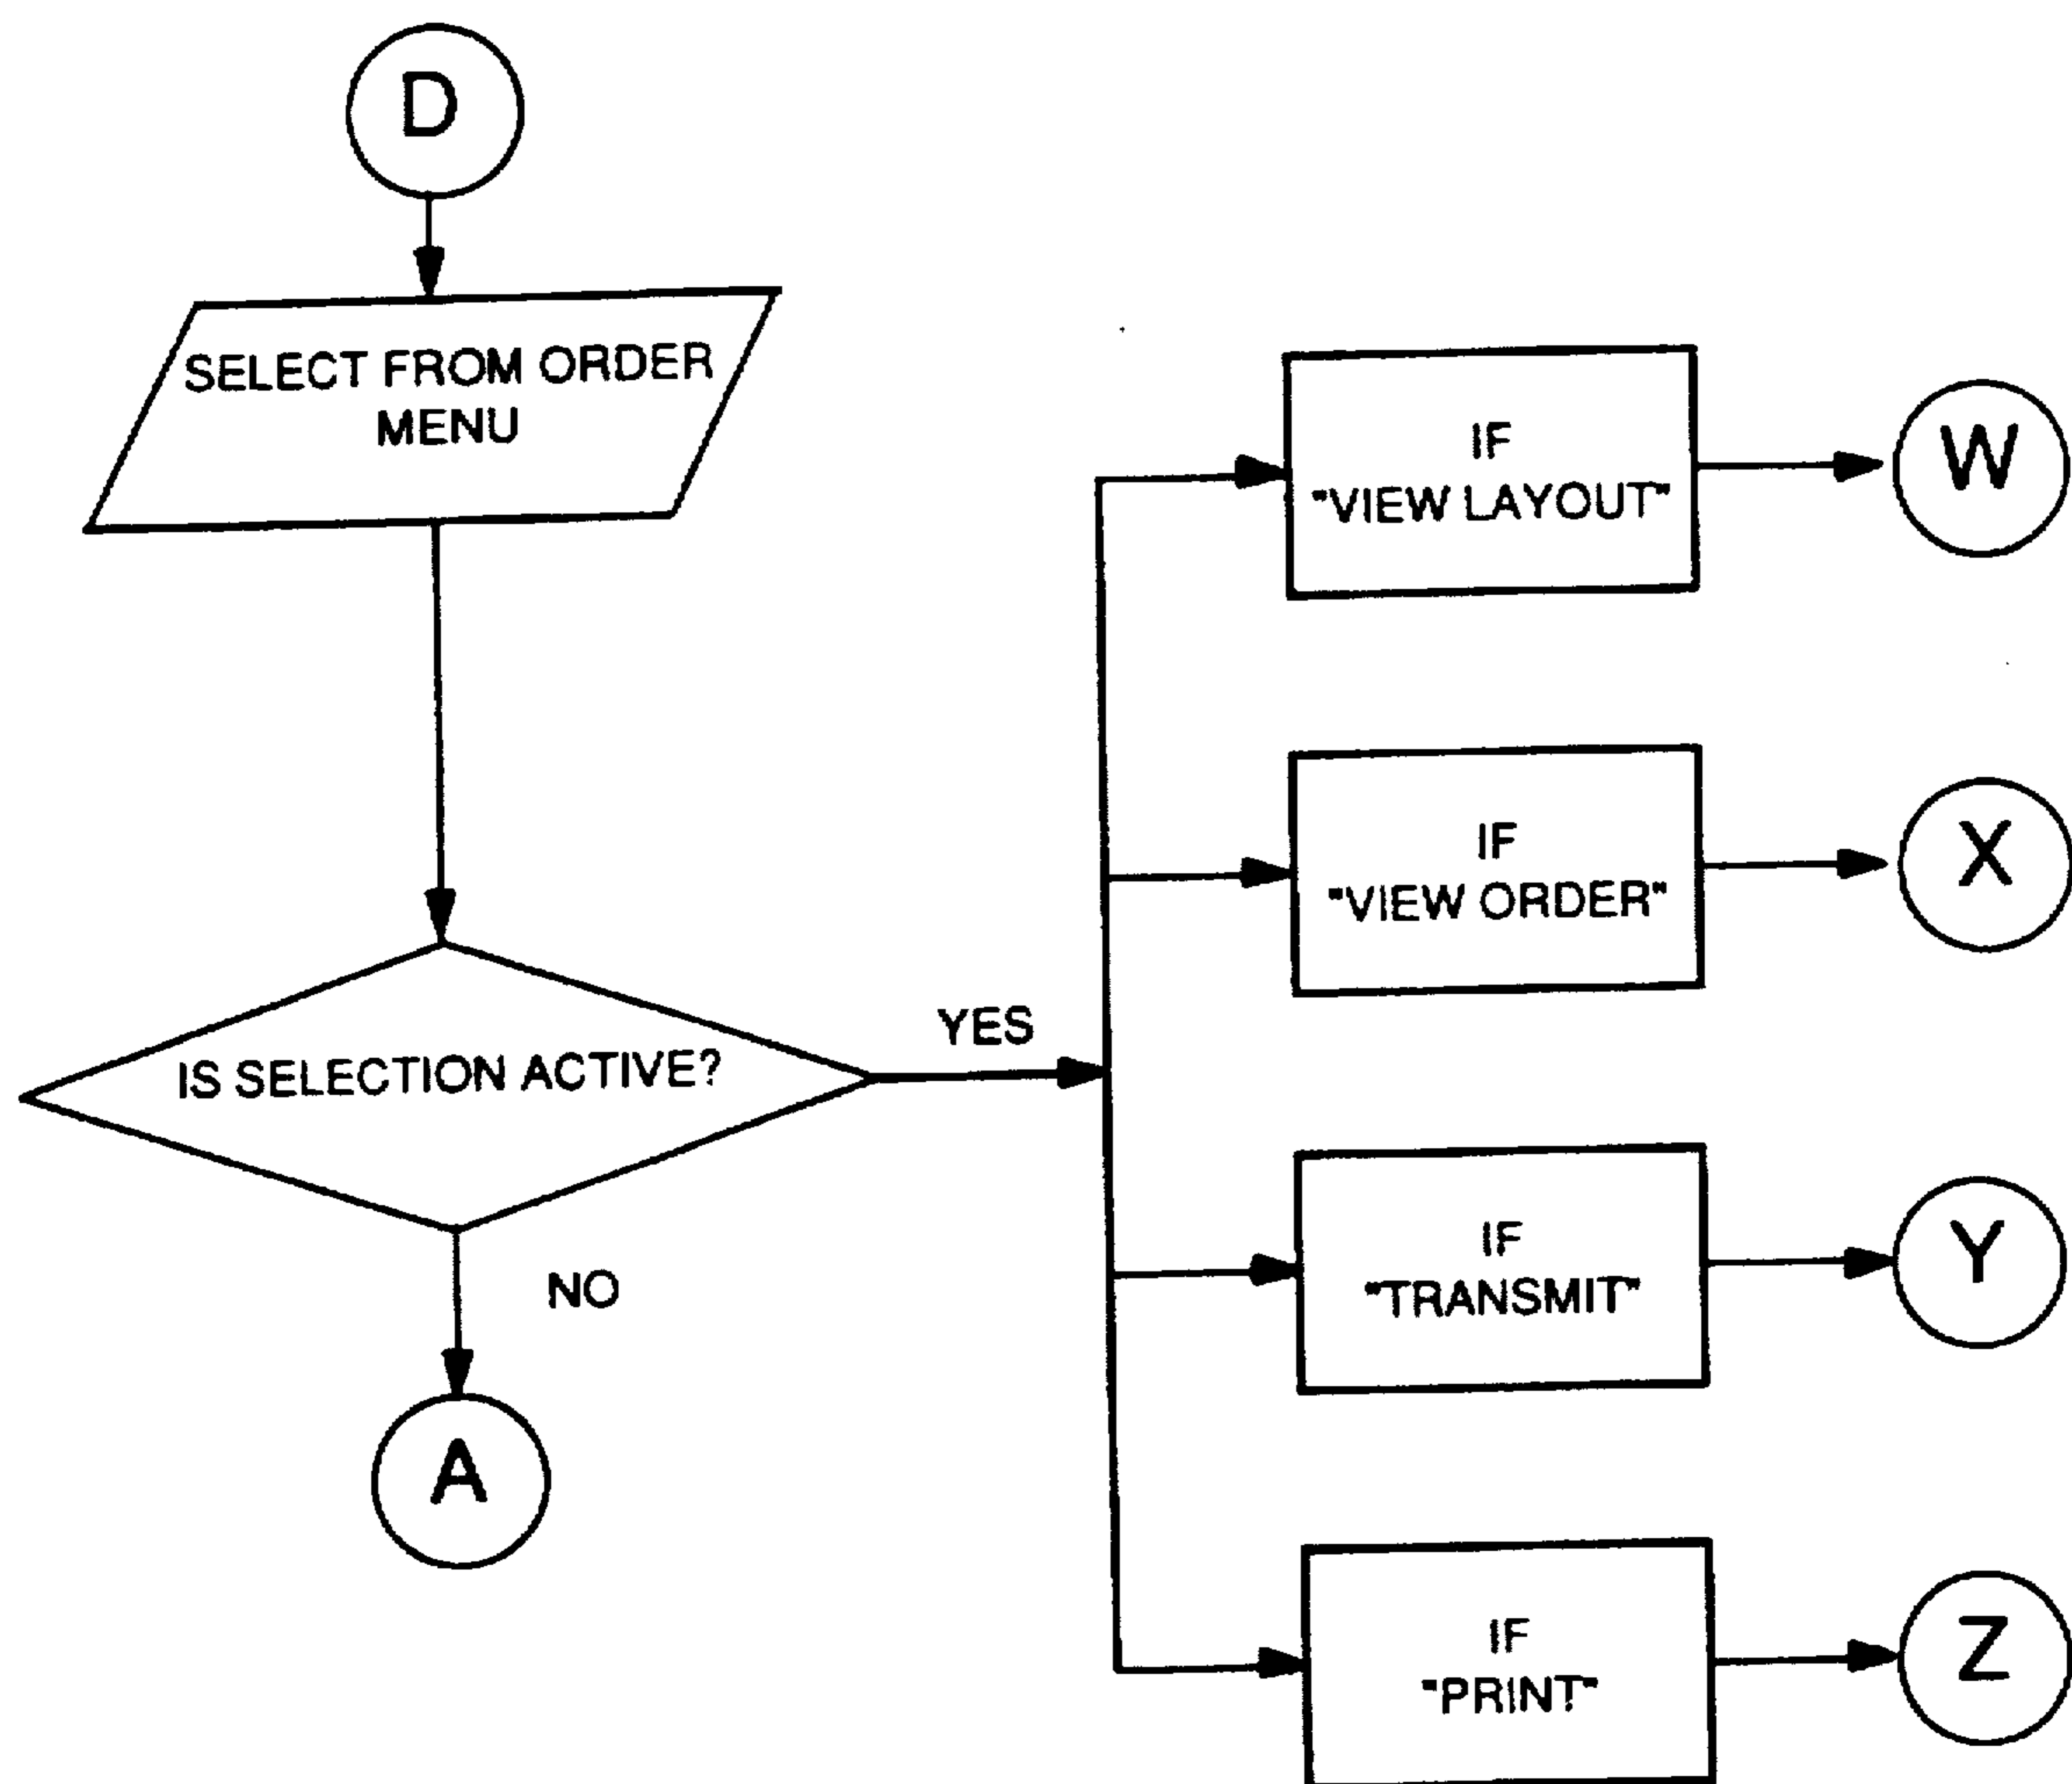 D
SELECT FROM ORDER
MENU
IS SELECTION ACTIVE?
YES
NO
A
IF
"VIEW LAYOUT"
W
IF
"VIEW ORDER"
X
IF
"TRANSMIT"
Y
IF
"PRINT"
Z